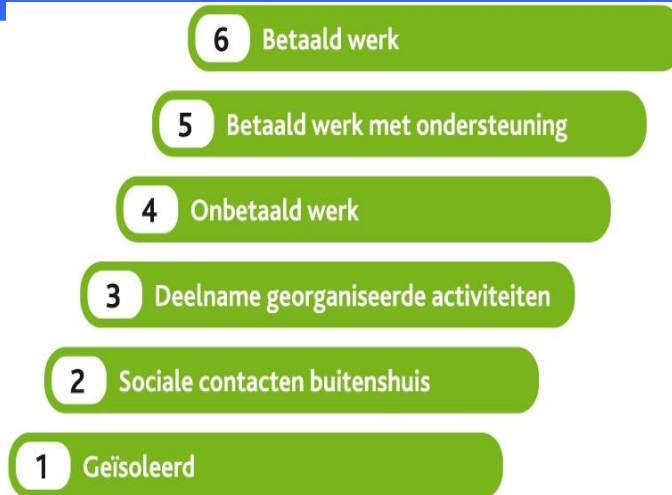 6 Betaald werk
5 Betaald werk met ondersteuning
4 Onbetaald werk
3 Deelname georganiseerde activiteiten
2 Sociale contacten buitenshuis
1 Geïsoleerd